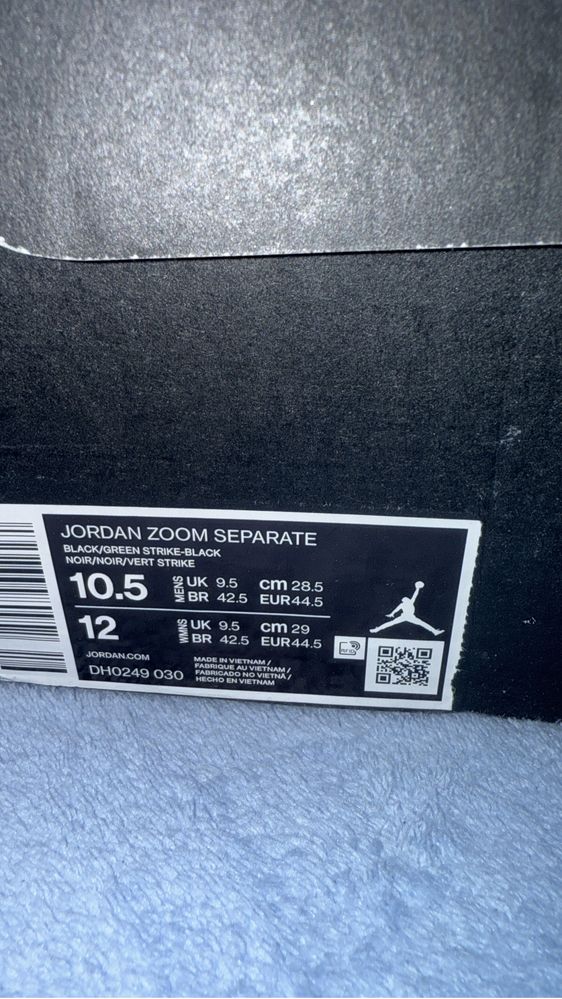 JORDAN ZOOM SEPARATE
BLACK/GREEN STRIKE-BLACK
NOIR/NOIR/VERT STRIKE
10.5 MENS UK 9.5 cm 28.5
BR 42.5 EUR 44.5
12 WMNS UK 9.5 cm 29
BR 42.5 EUR 44.5
RFID
JORDAN.COM
DH0249 030
MADE IN VIETNAM /
FABRIQUE AU VIETNAM /
FABRICADO NO VIETNÃ /
HECHO EN VIETNAM